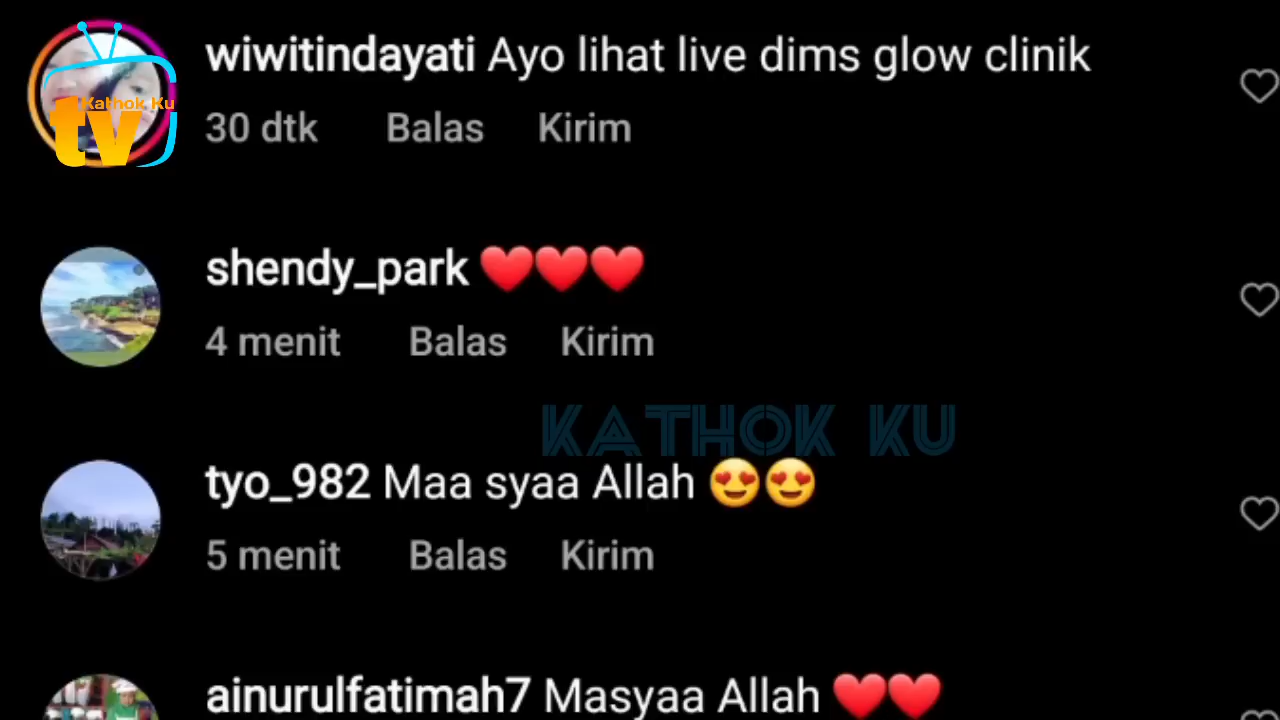 wiwitindayati Ayo lihat live dims glow clinik
Kathok Ku
tv
30 dtk Balas Kirim
shendy_park ❤️❤️❤️
4 menit Balas Kirim
KATHOK KU
tyo_982 Maa syaa Allah 😍😍
5 menit Balas Kirim
ainurulfatimah7 Masyaa Allah ❤️❤️